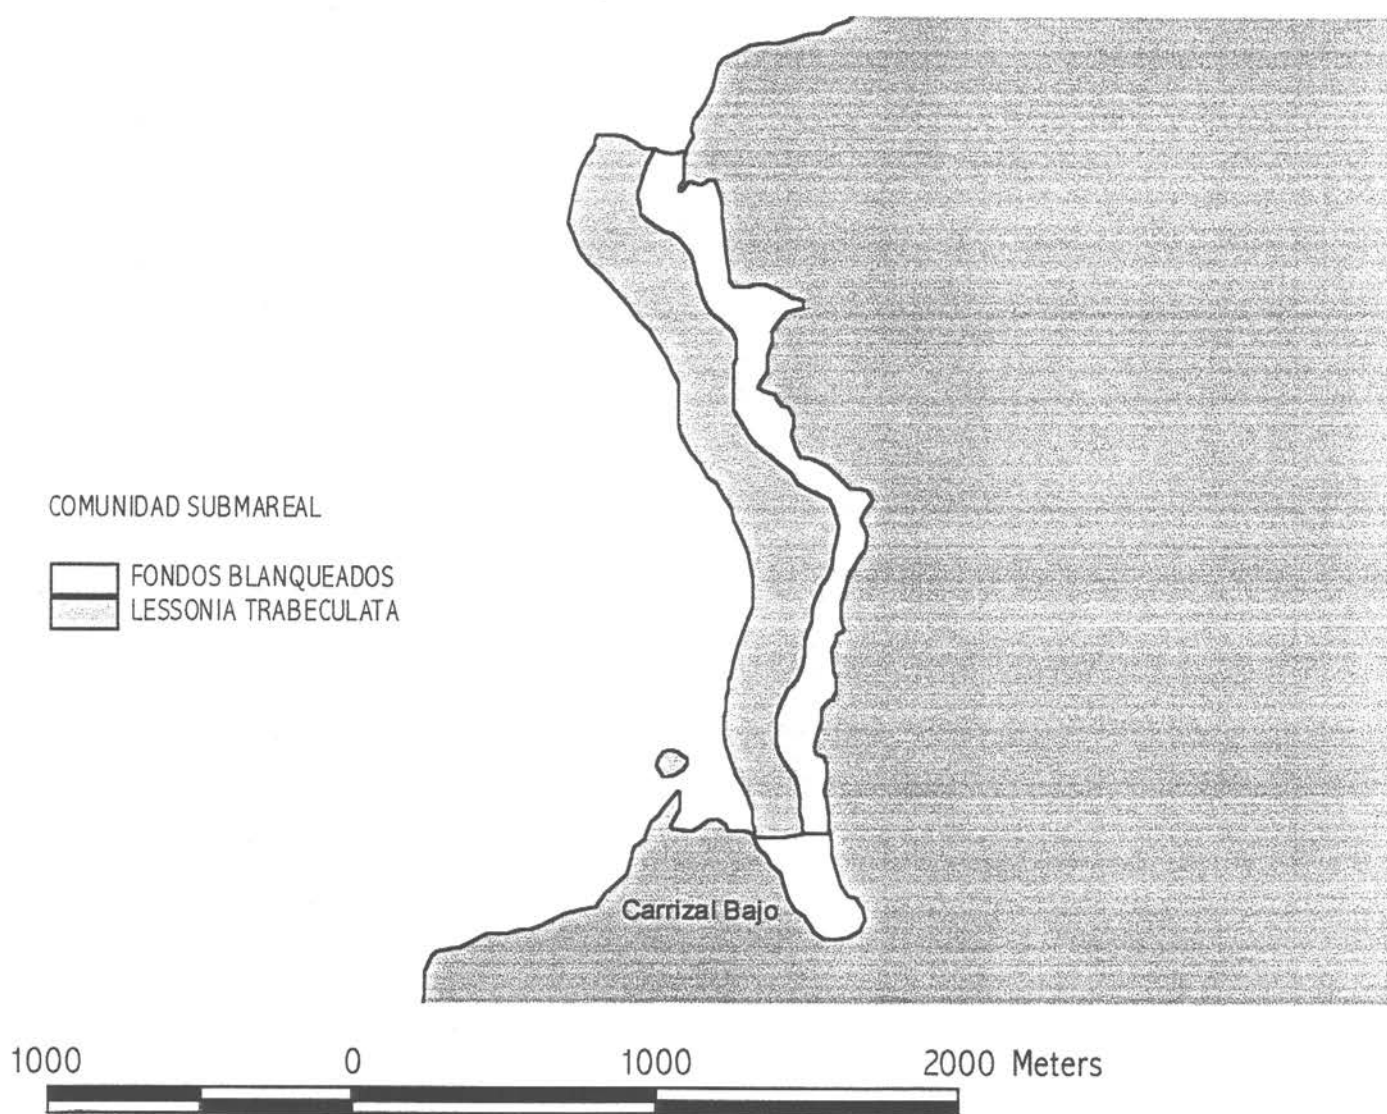 COMUNIDAD SUBMAREAL
FONDOS BLANQUEADOS
LESSONIA TRABECULATA
Carrizal Bajo
1000 0 1000 2000 Meters